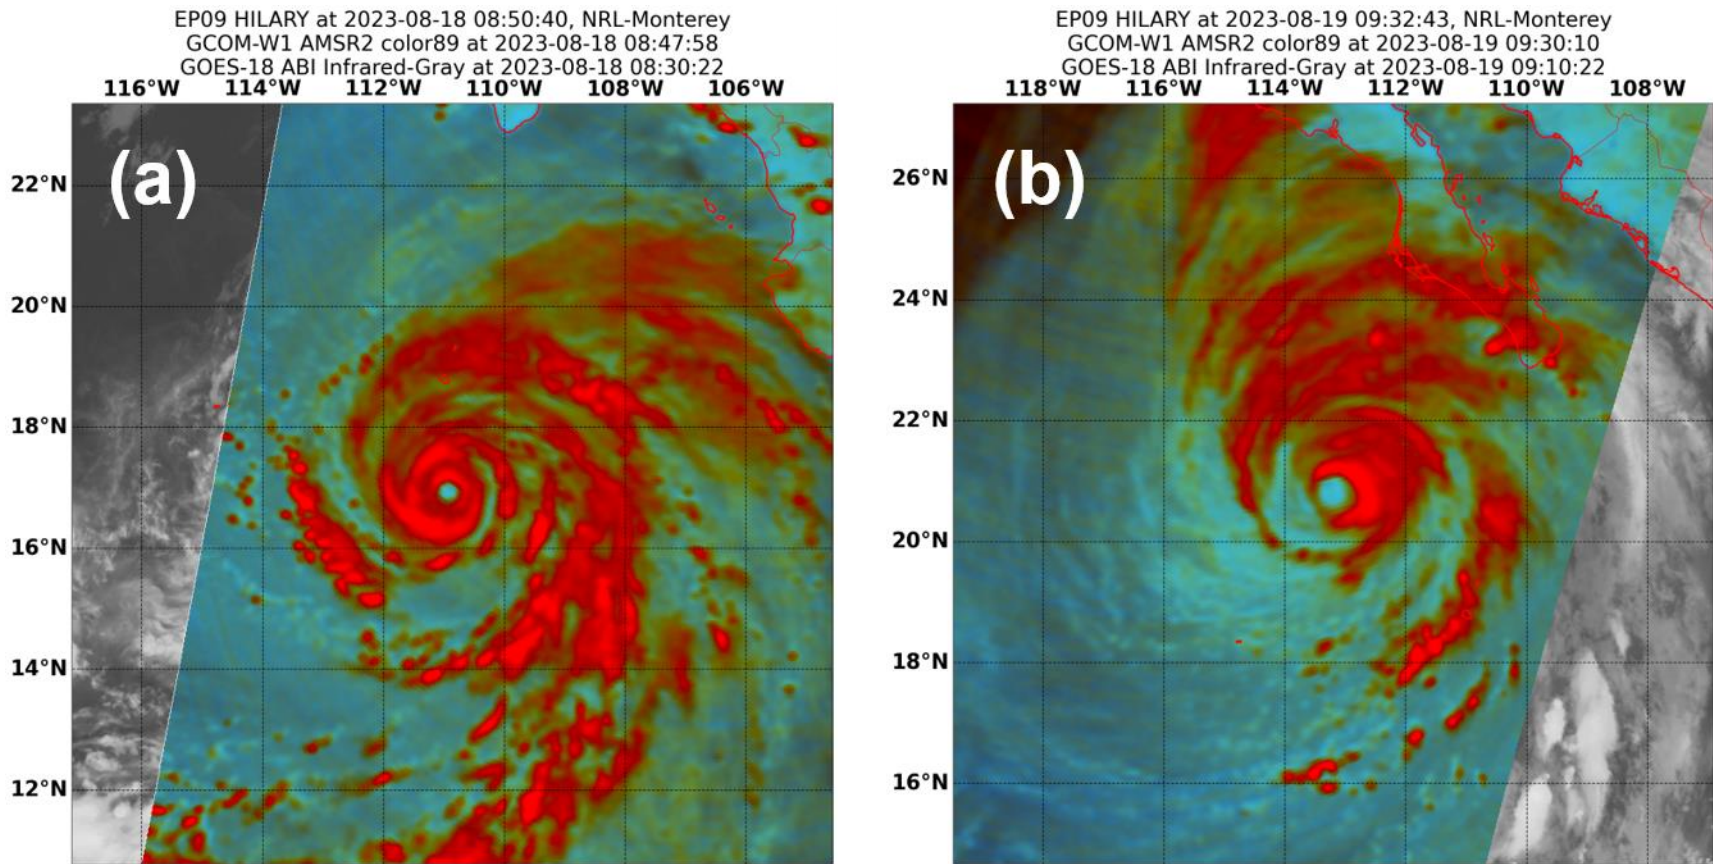 EP09 HILARY at 2023-08-18 08:50:40, NRL-Monterey
GCOM-W1 AMSR2 color89 at 2023-08-18 08:47:58
GOES-18 ABI Infrared-Gray at 2023-08-18 08:30:22
116°W 114°W 112°W 110°W 108°W 106°W
(a)
22°N
20°N
18°N
16°N
14°N
12°N
EP09 HILARY at 2023-08-19 09:32:43, NRL-Monterey
GCOM-W1 AMSR2 color89 at 2023-08-19 09:30:10
GOES-18 ABI Infrared-Gray at 2023-08-19 09:10:22
118°W 116°W 114°W 112°W 110°W 108°W
(b)
26°N
24°N
22°N
20°N
18°N
16°N